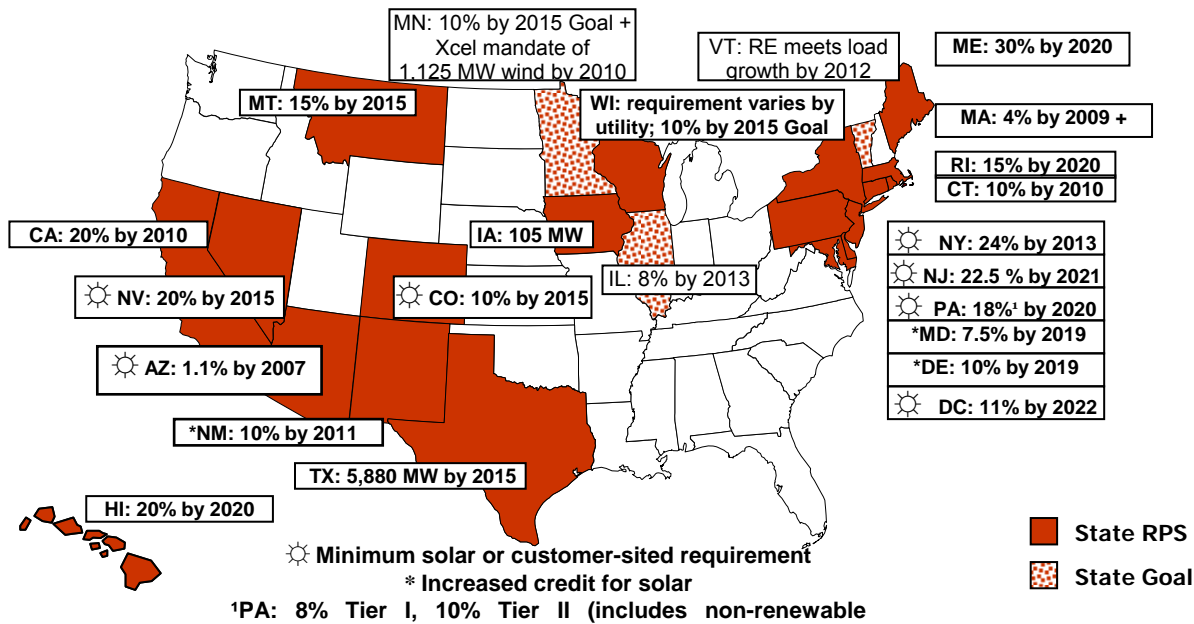 MN: 10% by 2015 Goal +
Xcel mandate of
1.125 MW wind by 2010
VT: RE meets load
growth by 2012
ME: 30% by 2020
MT: 15% by 2015
WI: requirement varies by
utility; 10% by 2015 Goal
MA: 4% by 2009 +
RI: 15% by 2020
CT: 10% by 2010
CA: 20% by 2010
IA: 105 MW
NY: 24% by 2013
IL: 8% by 2013
NJ: 22.5 % by 2021
NV: 20% by 2015
CO: 10% by 2015
PA: 18%¹ by 2020
*MD: 7.5% by 2019
AZ: 1.1% by 2007
*DE: 10% by 2019
DC: 11% by 2022
*NM: 10% by 2011
TX: 5,880 MW by 2015
HI: 20% by 2020
State RPS
State Goal
Minimum solar or customer-sited requirement
* Increased credit for solar
¹PA: 8% Tier I, 10% Tier II (includes non-renewable